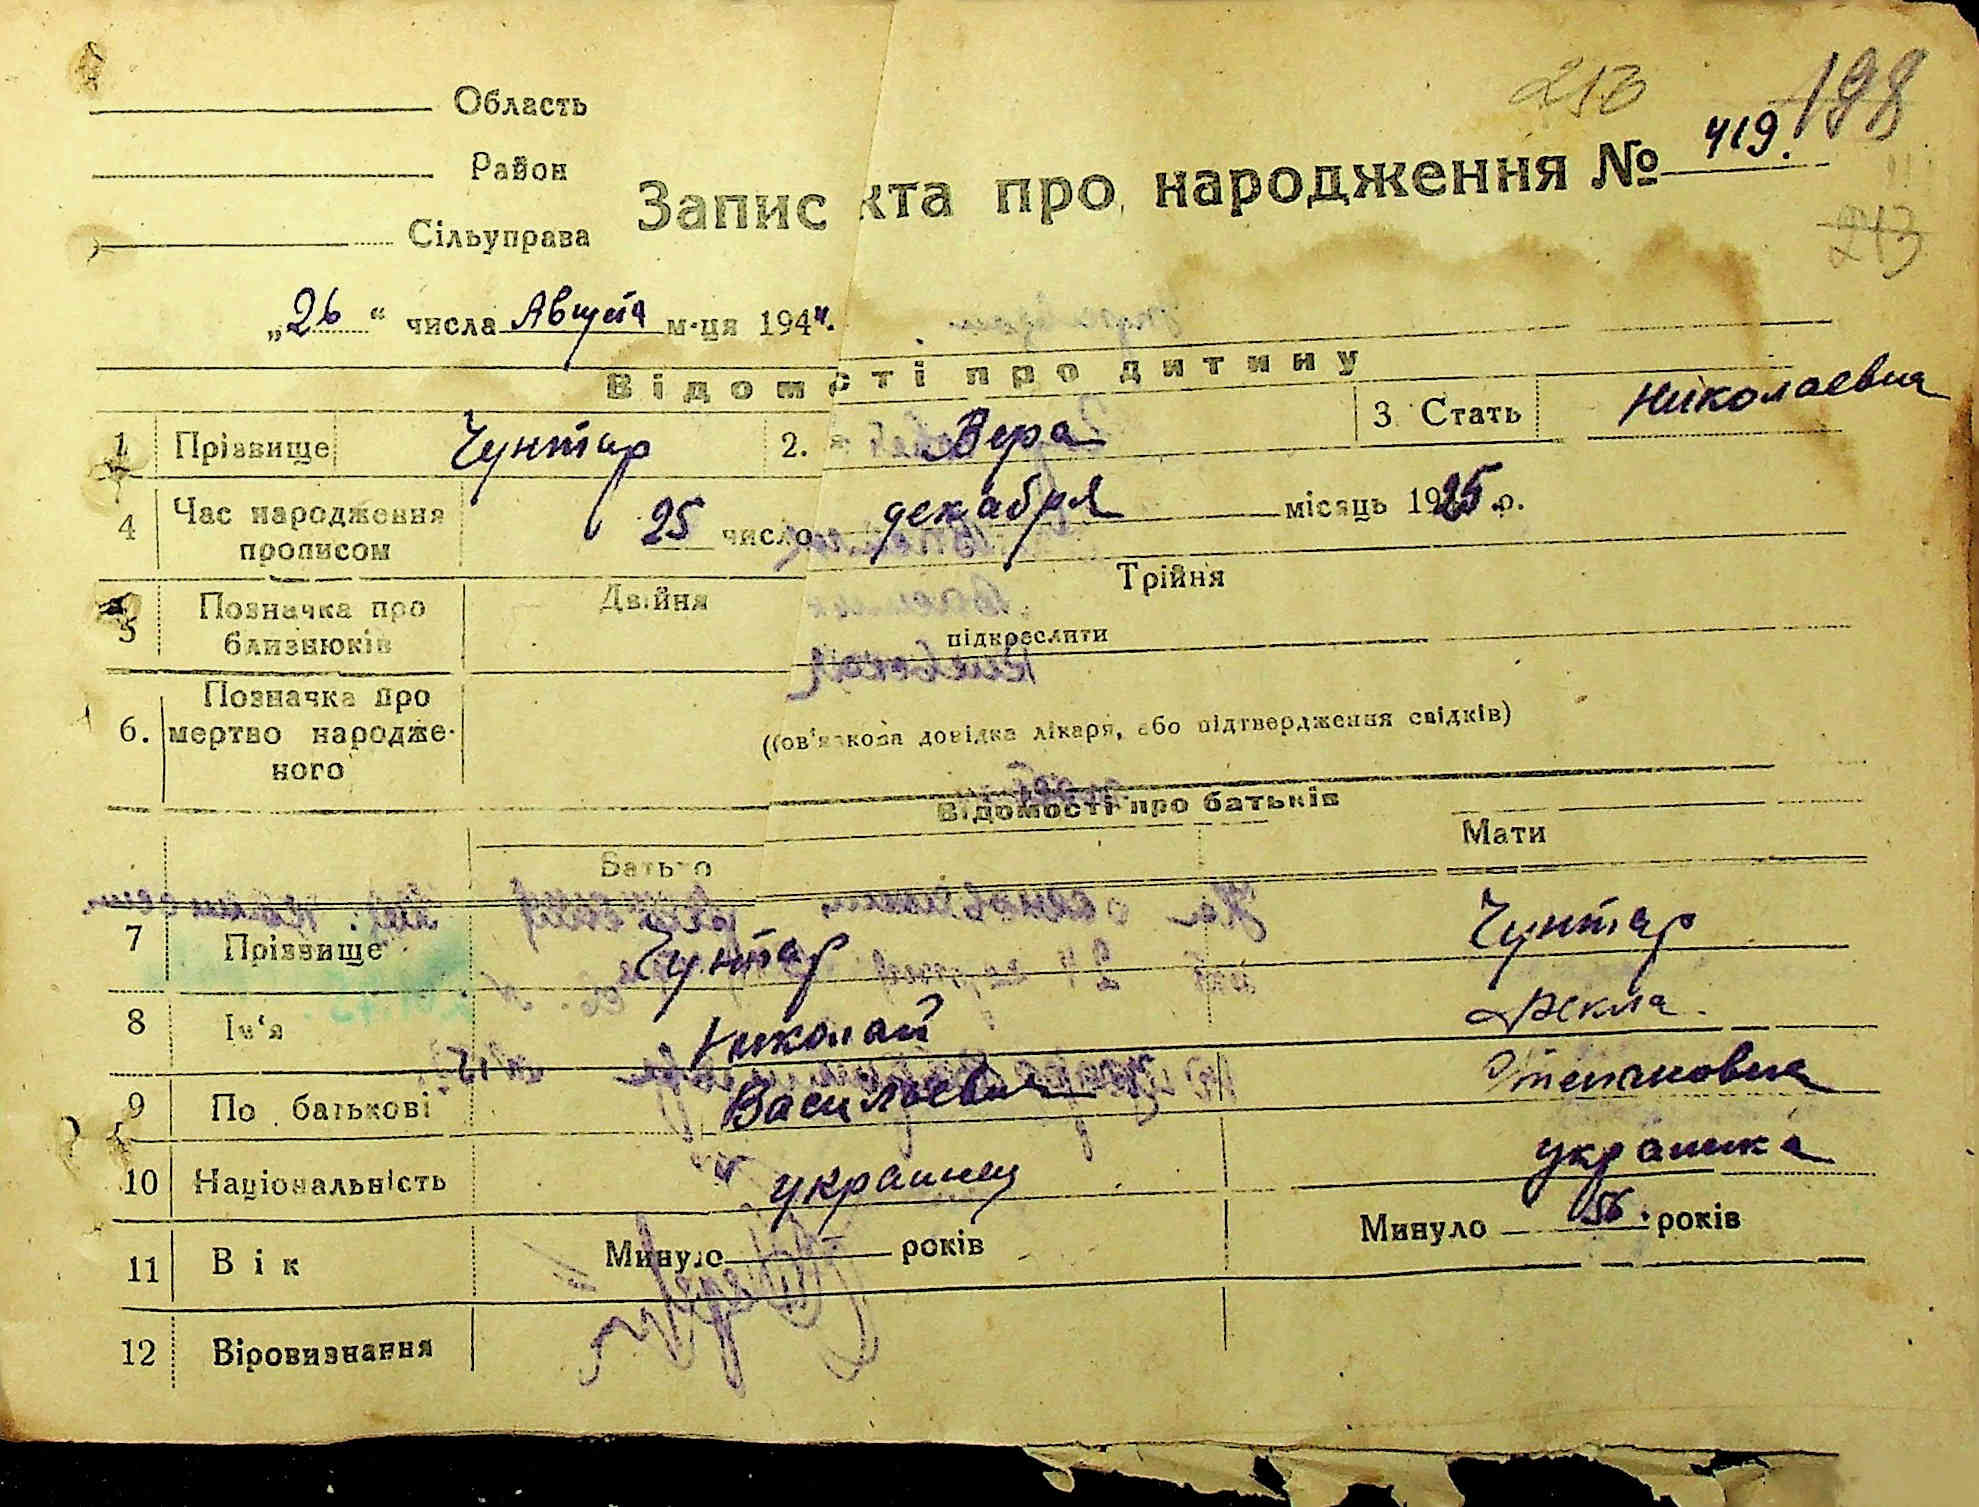 213
198
Область
Район
Сільуправа
Запис акта про народження № 419.
213
„26" числа Августа м-ця 1944.
Відомості про дитину
1 Прізвище Чунтар 2. Вера 3 Стать Николаевна
4 Час народження прописом 25 число декабря місяць 1925 р.
5 Позначка про близнюків Двійня Трійня
підкреслити
6. Позначка про мертво народженого (обов'язкова довідка лікаря, або підтвердження свідків)
Відомості про батьків
Батько Мати
7 Прізвище Чунтар Чунтар
8 Ім'я Николай Фекла.
9 По батькові Васильевич Степановна
10 Національність украинец украинка
11 Вік Минуло років Минуло 56. років
12 Віровизнання